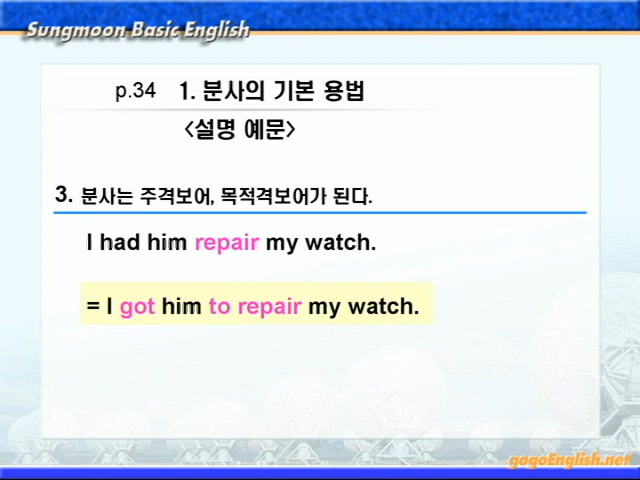 Sungmoon Basic English
p.34 1. 분사의 기본 용법
<설명 예문>
3. 분사는 주격보어, 목적격보어가 된다.
I had him repair my watch.
= I got him to repair my watch.
gogoEnglish.net